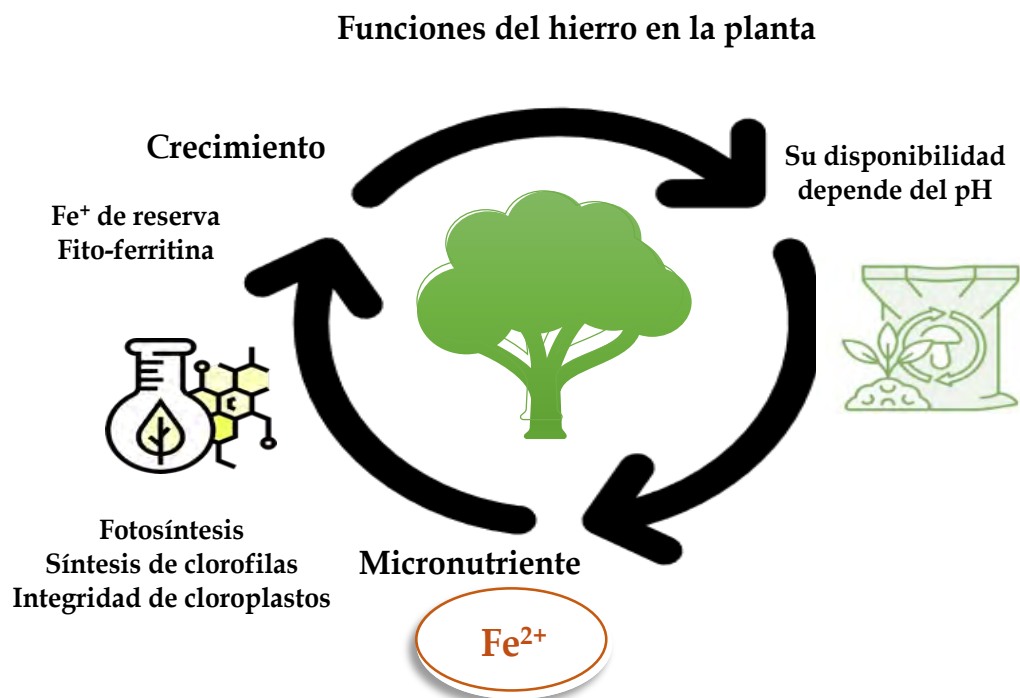 Funciones del hierro en la planta
Crecimiento
Su disponibilidad
depende del pH
Fe⁺ de reserva
Fito-ferritina
Fotosíntesis
Síntesis de clorofilas
Integridad de cloroplastos
Micronutriente
Fe²⁺